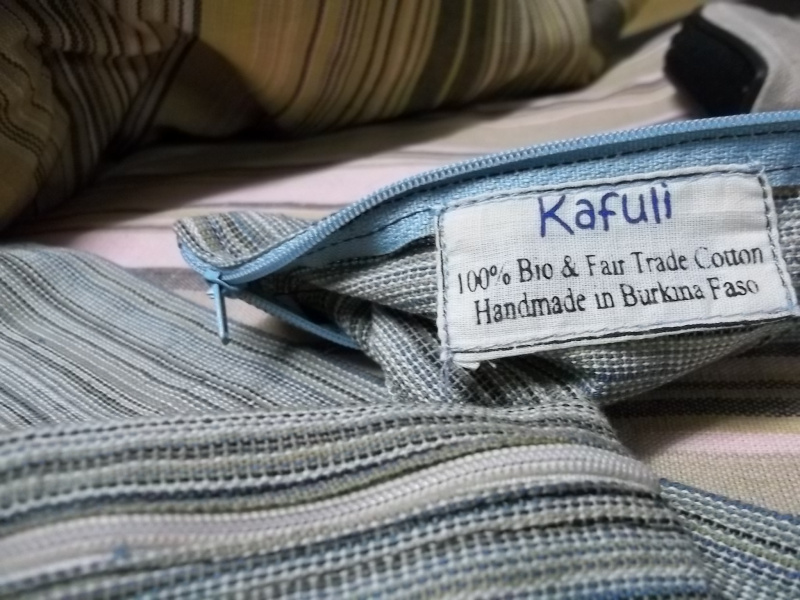 Kafuli
100% Bio & Fair Trade Cotton
Handmade in Burkina Faso